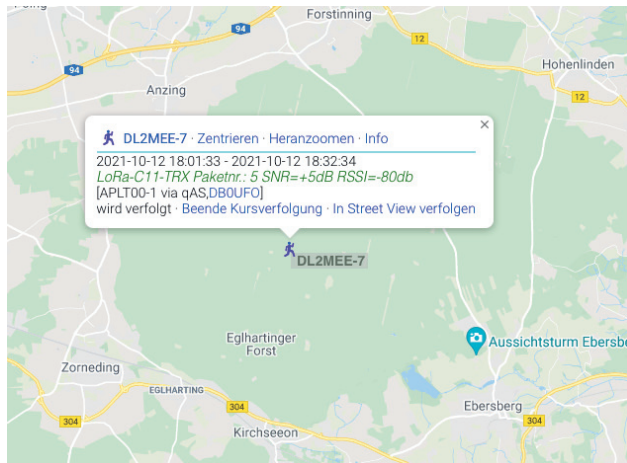 Forstinning
94
12
Hohenlinden
94
Anzing
12
×
DL2MEE-7 · Zentrieren · Heranzoomen · Info
2021-10-12 18:01:33 - 2021-10-12 18:32:34
LoRa-C11-TRX Paketnr.: 5 SNR=+5dB RSSI=-80db
[APLT00-1 via qAS,DB0UFO]
wird verfolgt · Beende Kursverfolgung · In Street View verfolgen
DL2MEE-7
Eglhartinger
Forst
Aussichtsturm Ebersbe
Zorneding
EGLHARTING
304
Ebersberg
304
304
Kirchseeon